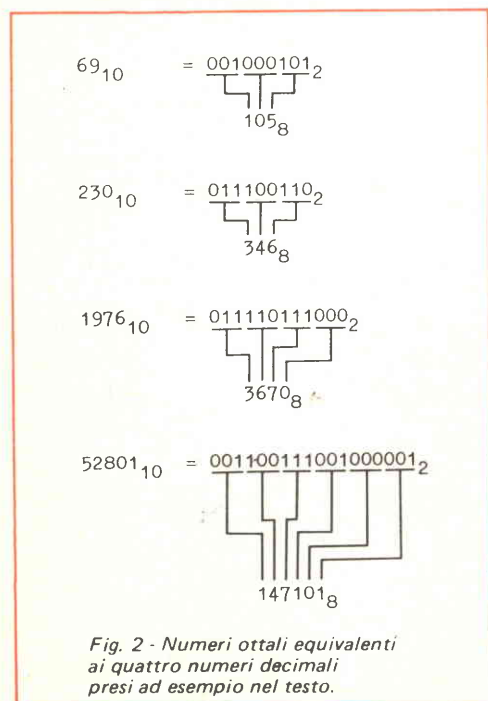 69₁₀ = 001000101₂
105₈
230₁₀ = 011100110₂
346₈
1976₁₀ = 011110111000₂
3670₈
52801₁₀ = 001100111001000001₂
147101₈
Fig. 2 - Numeri ottali equivalenti
ai quattro numeri decimali
presi ad esempio nel testo.